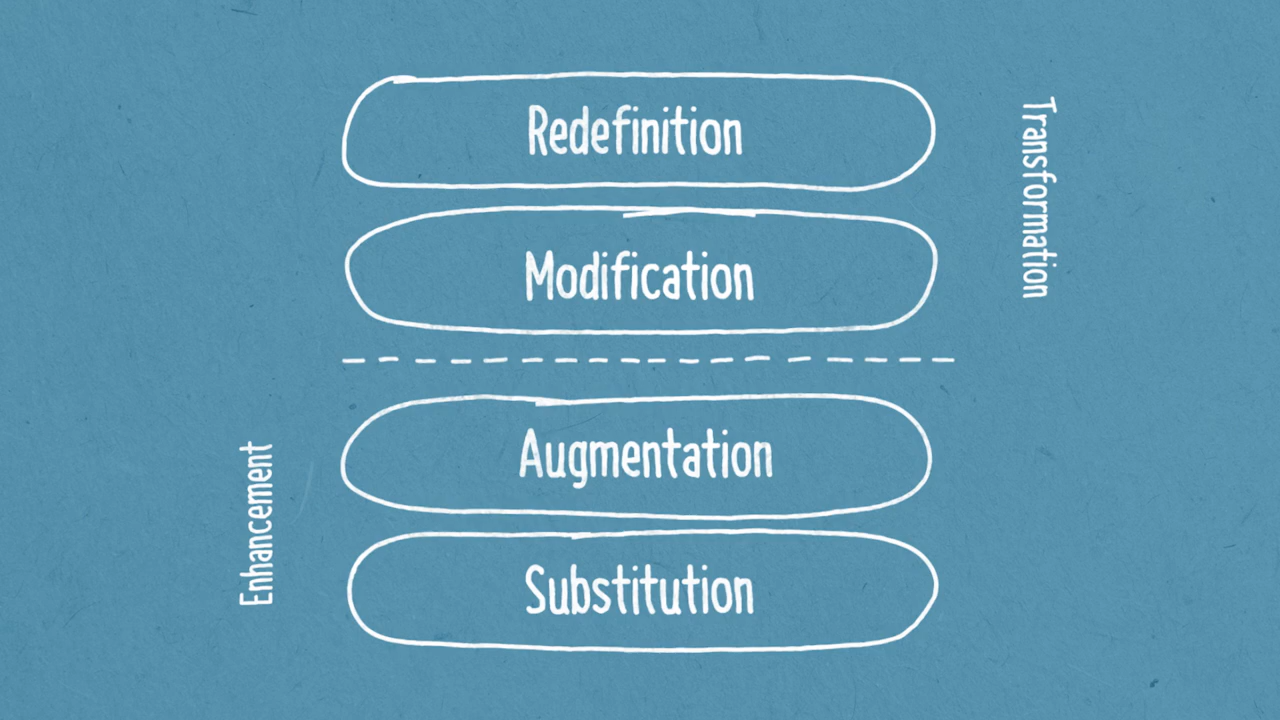 Redefinition
Transformation
Modification
Augmentation
Enhancement
Substitution